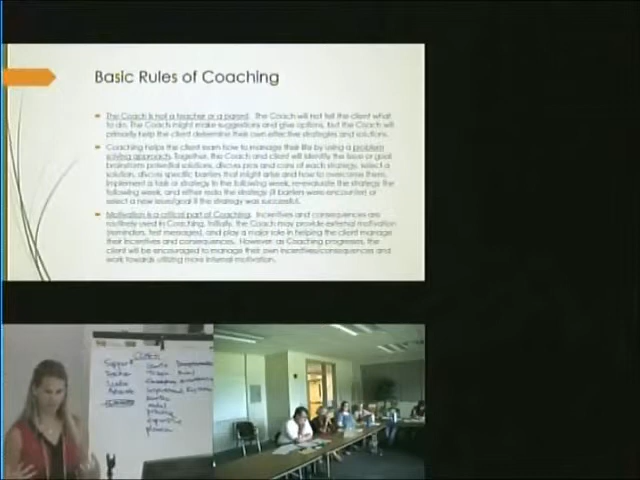 Basic Rules of Coaching
The Coach is not a teacher or a parent. The Coach will not tell the client what
to do. The Coach might make suggestions and give options, but the Coach will
primarily help the client determine their own effective strategies and solutions.
Coaching helps the client learn how to manage their life by using a problem
solving approach. Together, the Coach and client will identify the issue or goal,
brainstorm potential solutions, discuss pros and cons of each strategy, select a
solution, discuss specific barriers that might arise and how to overcome them,
implement a task or strategy in the following week, re-evaluate the strategy the
following week, and either redo the strategy (if barriers were encountered) or
select a new issue/goal if the strategy was successful.
Motivation is a critical part of Coaching. Incentives and consequences are
routinely used in Coaching. Initially, the Coach may provide external motivation
(reminders, text messages), and play a major role in helping the client manage
their incentives and consequences. However, as Coaching progresses, the
client will be encouraged to manage their own incentives/consequences and
work towards utilizing more internal motivation.
COACH
Support
Teacher